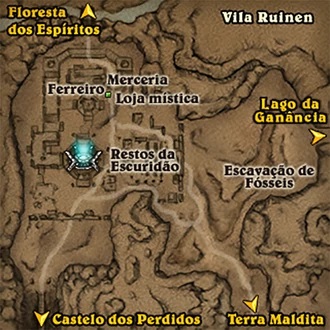 Floresta
dos Espíritos
Vila Ruinen
Merceria
Ferreiro
Loja mística
Lago da
Ganância
Restos da
Escuridão
Escavação de
Fósseis
Castelo dos Perdidos
Terra Maldita